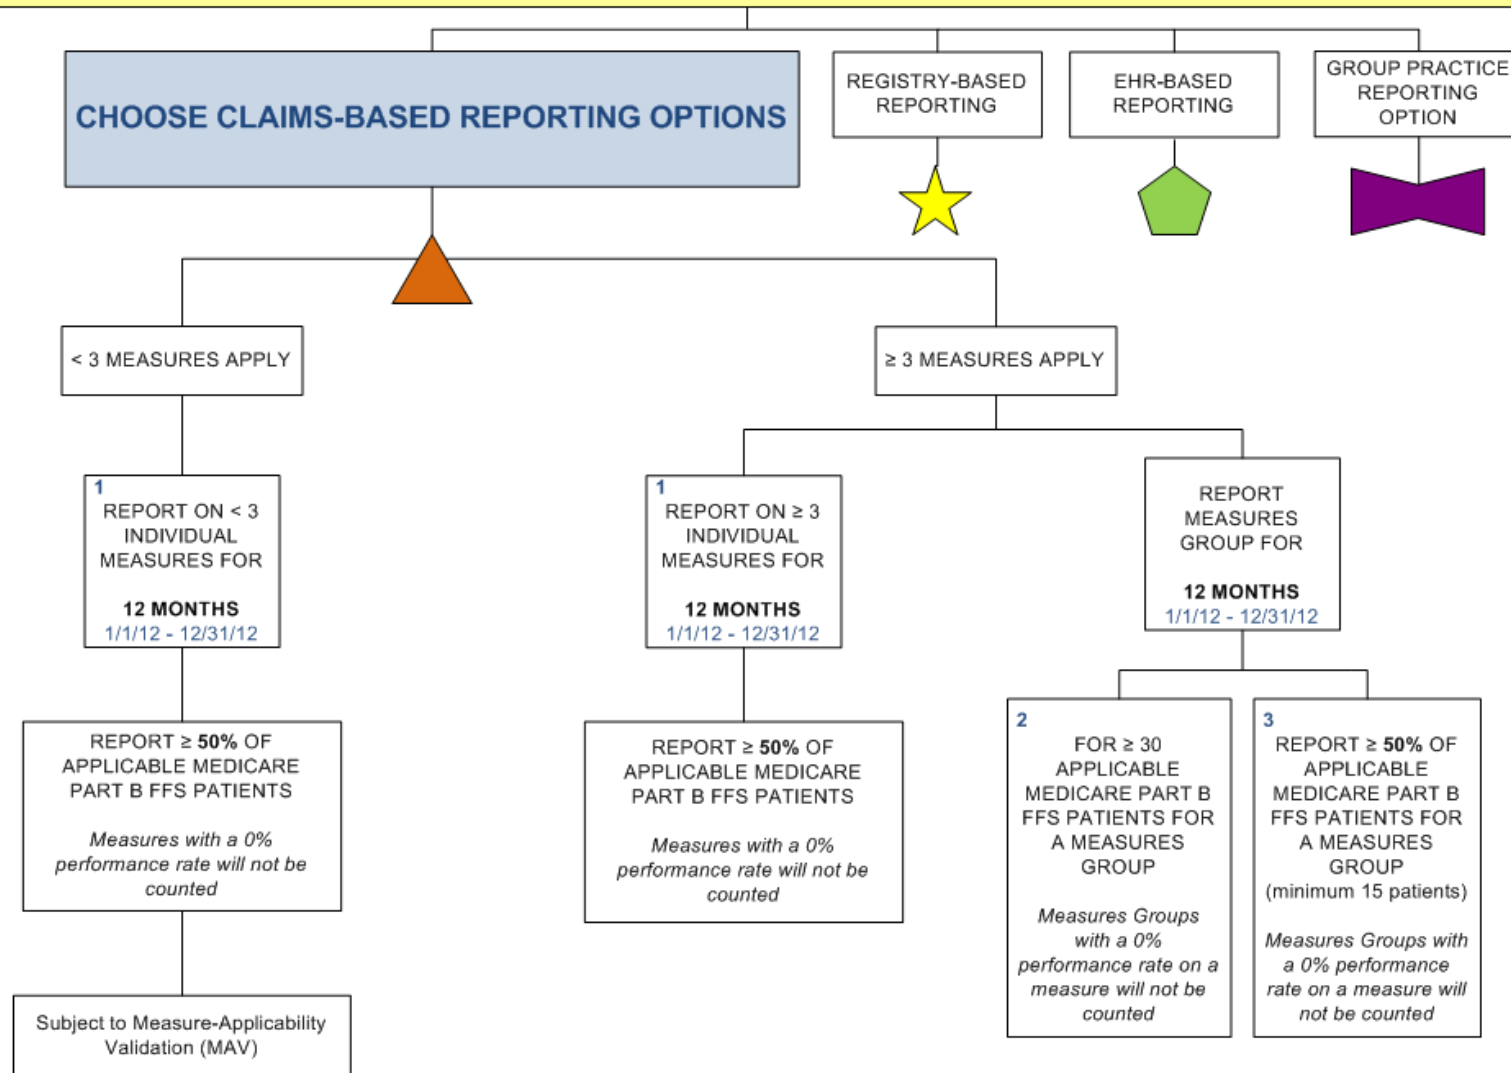 CHOOSE CLAIMS-BASED REPORTING OPTIONS
REGISTRY-BASED
REPORTING
EHR-BASED
REPORTING
GROUP PRACTICE
REPORTING
OPTION
< 3 MEASURES APPLY
≥ 3 MEASURES APPLY
1
REPORT ON < 3
INDIVIDUAL
MEASURES FOR
12 MONTHS
1/1/12 - 12/31/12
1
REPORT ON ≥ 3
INDIVIDUAL
MEASURES FOR
12 MONTHS
1/1/12 - 12/31/12
REPORT
MEASURES
GROUP FOR
12 MONTHS
1/1/12 - 12/31/12
REPORT ≥ 50% OF
APPLICABLE MEDICARE
PART B FFS PATIENTS
Measures with a 0%
performance rate will not be
counted
REPORT ≥ 50% OF
APPLICABLE MEDICARE
PART B FFS PATIENTS
Measures with a 0%
performance rate will not be
counted
2
FOR ≥ 30
APPLICABLE
MEDICARE PART B
FFS PATIENTS FOR
A MEASURES
GROUP
Measures Groups
with a 0%
performance rate on a
measure will not be
counted
3
REPORT ≥ 50% OF
APPLICABLE
MEDICARE PART B
FFS PATIENTS FOR
A MEASURES
GROUP
(minimum 15 patients)
Measures Groups with
a 0% performance
rate on a measure will
not be counted
Subject to Measure-Applicability
Validation (MAV)